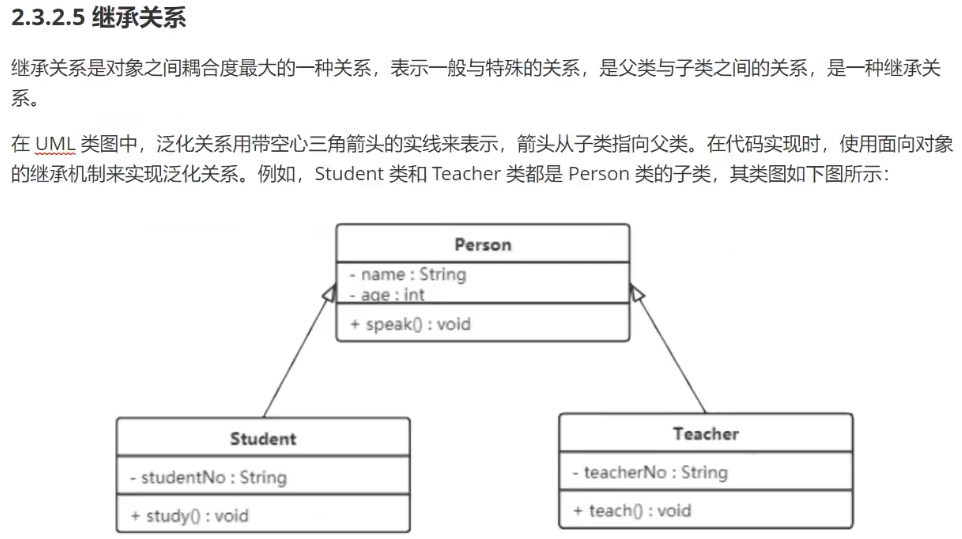 2.3.2.5 继承关系
继承关系是对象之间耦合度最大的一种关系，表示一般与特殊的关系，是父类与子类之间的关系，是一种继承关
系。
在 UML 类图中，泛化关系用带空心三角箭头的实线来表示，箭头从子类指向父类。在代码实现时，使用面向对象
的继承机制来实现泛化关系。例如，Student 类和 Teacher 类都是 Person 类的子类，其类图如下图所示：
Person
- name : String
- age : int
+ speak() : void
Student
- studentNo : String
+ study() : void
Teacher
- teacherNo : String
+ teach() : void